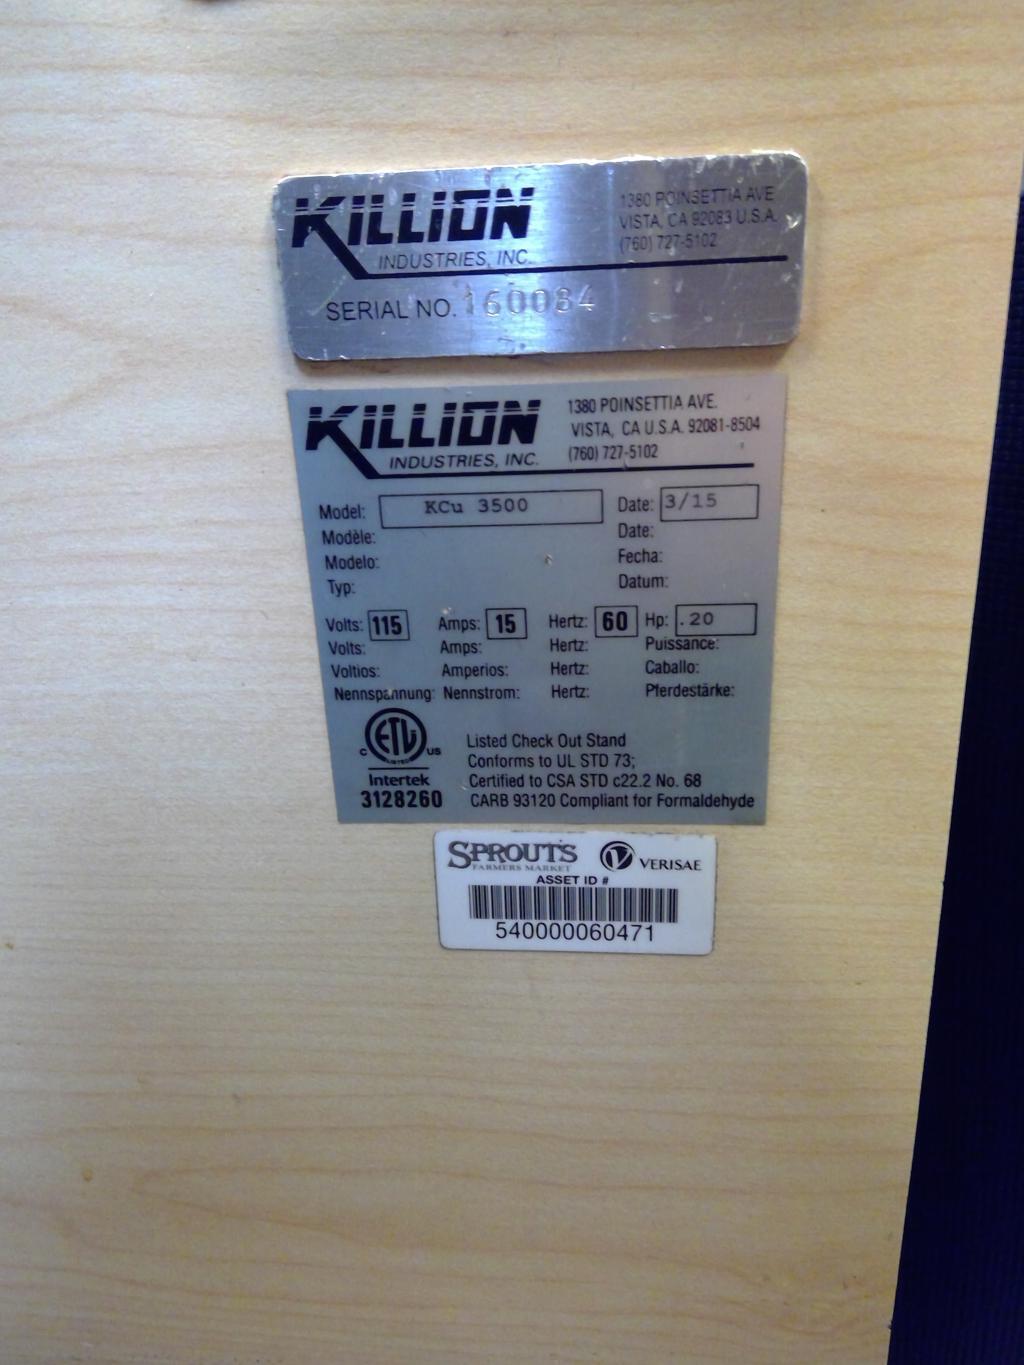 KILLION
INDUSTRIES, INC.
1380 POINSETTIA AVE
VISTA, CA 92083 U.S.A.
(760) 727-5102
SERIAL NO. 160084
KILLION
INDUSTRIES, INC.
1380 POINSETTIA AVE.
VISTA, CA U.S.A. 92081-8504
(760) 727-5102
Model: KCu 3500 Date: 3/15
Modèle: Date:
Modelo: Fecha:
Typ: Datum:
Volts: 115 Amps: 15 Hertz: 60 Hp: .20
Volts: Amps: Hertz: Puissance:
Voltios: Amperios: Hertz: Caballo:
Nennspannung: Nennstrom: Hertz: Pferdestärke:
C ETL US
LISTED
Intertek
3128260
Listed Check Out Stand
Conforms to UL STD 73;
Certified to CSA STD c22.2 No. 68
CARB 93120 Compliant for Formaldehyde
SPROUTS
FARMERS MARKET
V VERISAE
ASSET ID #
540000060471